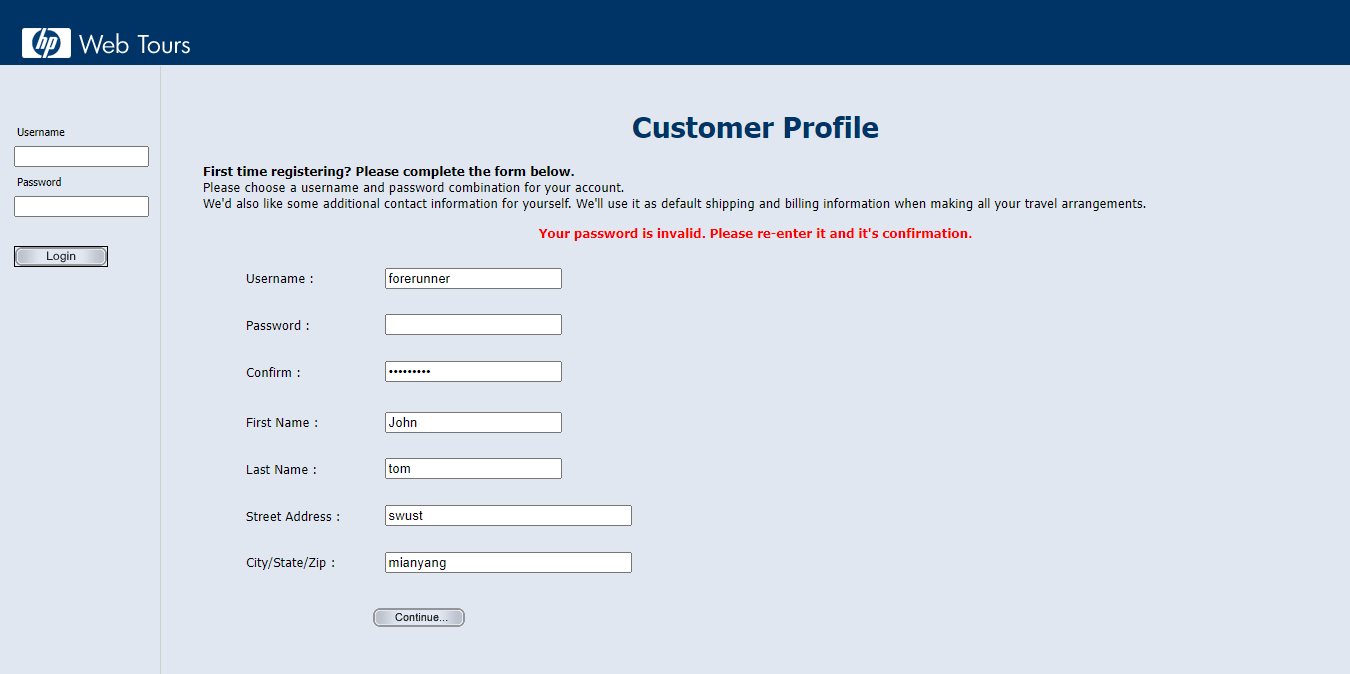 hp Web Tours
Username
Password
Login
Customer Profile
First time registering? Please complete the form below.
Please choose a username and password combination for your account.
We'd also like some additional contact information for yourself. We'll use it as default shipping and billing information when making all your travel arrangements.
Your password is invalid. Please re-enter it and it's confirmation.
Username : forerunner
Password :
Confirm : •••••••••
First Name : John
Last Name : tom
Street Address : swust
City/State/Zip : mianyang
Continue...